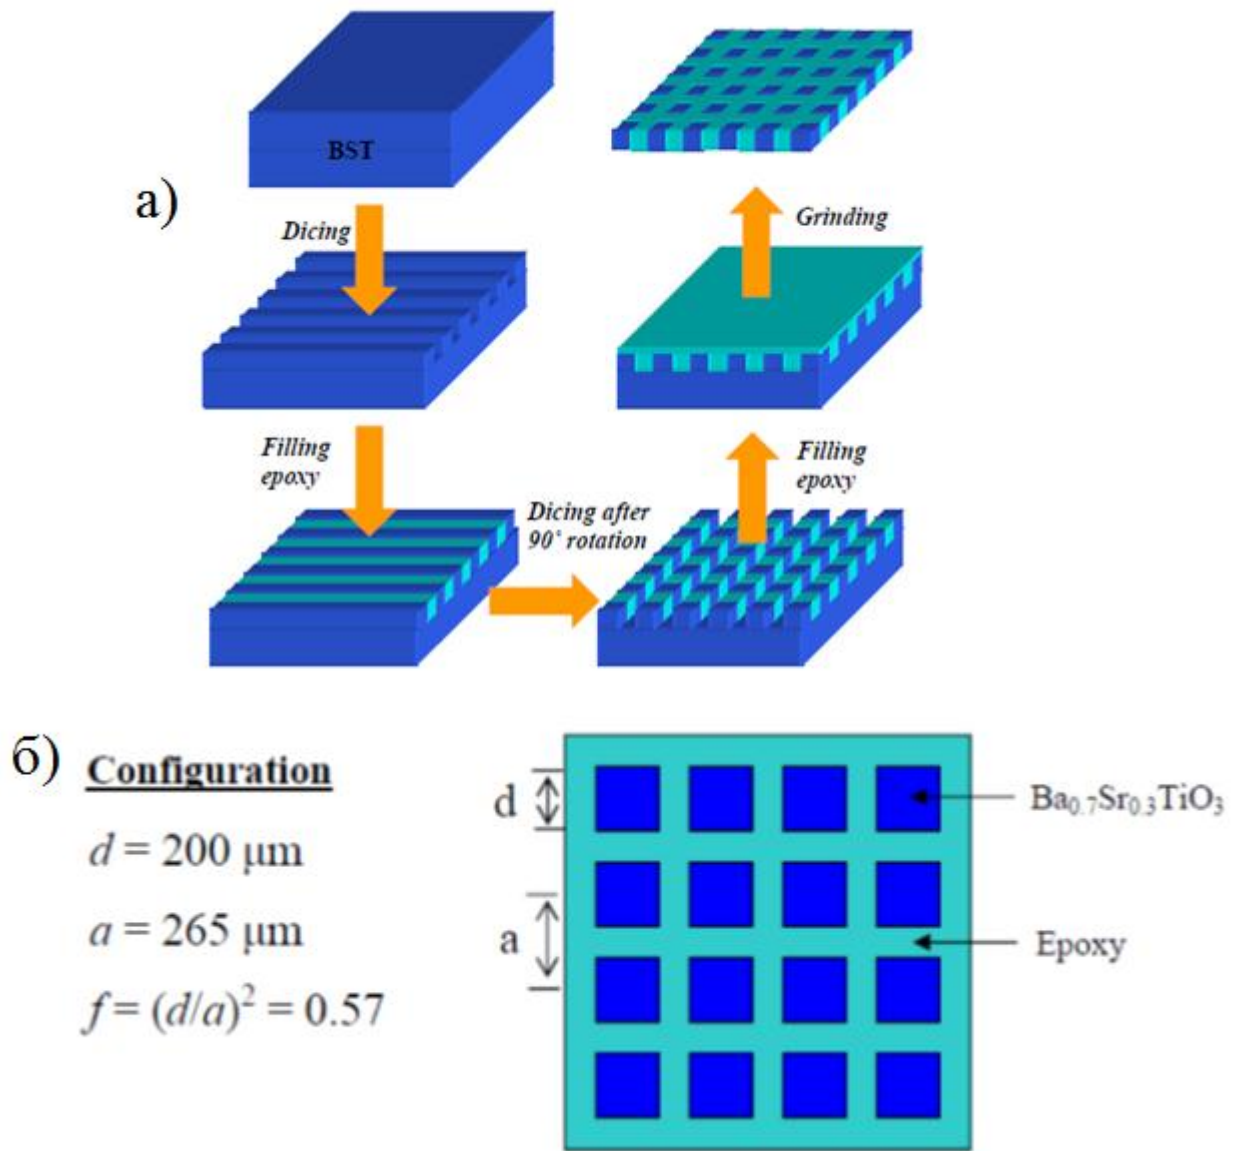 а)
BST
Dicing
Filling
epoxy
Dicing after
90˚ rotation
Filling
epoxy
Grinding
б)
Configuration
d = 200 μm
a = 265 μm
f = (d/a)² = 0.57
d
a
Ba₀.₇Sr₀.₃TiO₃
Epoxy